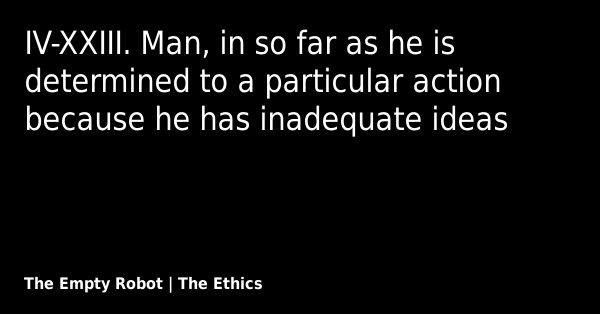 IV-XXIII. Man, in so far as he is
determined to a particular action
because he has inadequate ideas
The Empty Robot | The Ethics